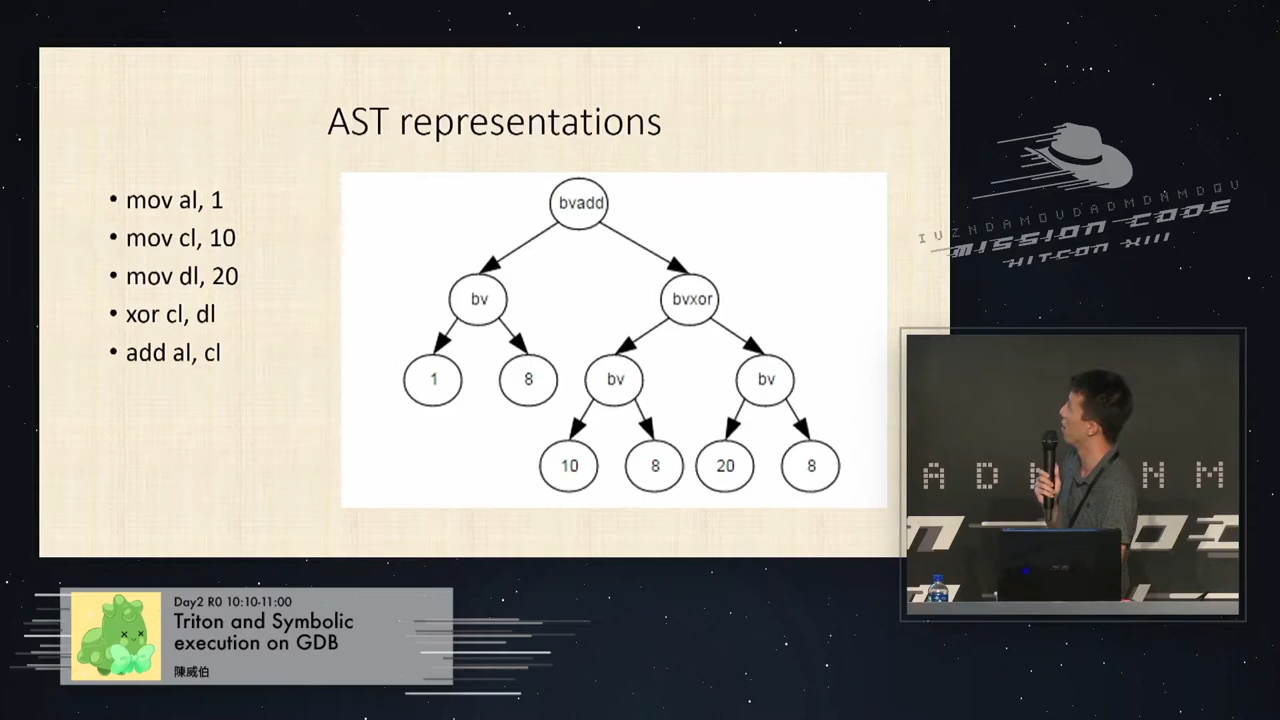 AST representations
• mov al, 1
• mov cl, 10
• mov dl, 20
• xor cl, dl
• add al, cl
bvadd
bv
bvxor
1
8
bv
bv
10
8
20
8
IVZNDAMOVDADMDNMDQV
MISSION CODE
HITCON XIII
A D
N M
Day2 R0 10:10-11:00
Triton and Symbolic
execution on GDB
陳威伯